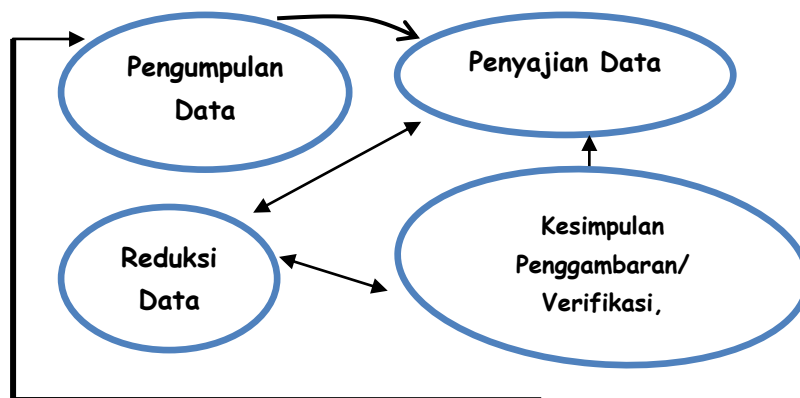 Pengumpulan
Data
Penyajian Data
Reduksi
Data
Kesimpulan
Penggambaran/
Verifikasi,